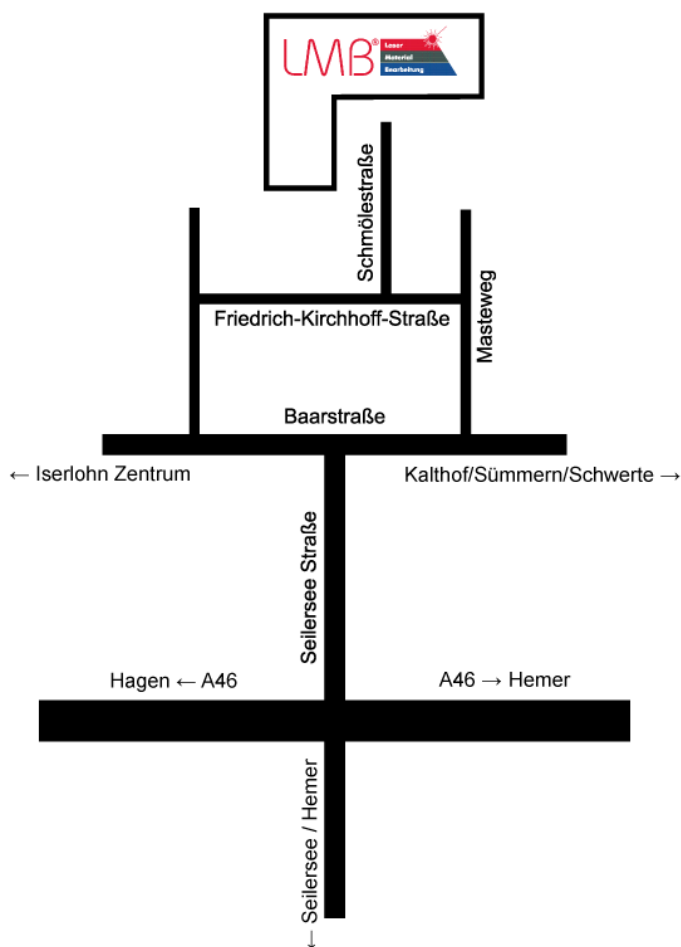 LMB®
Laser
Material
Bearbeitung
Schmölestraße
Masteweg
Friedrich-Kirchhoff-Straße
Baarstraße
← Iserlohn Zentrum
Kalthof/Sümmern/Schwerte →
Seilersee Straße
Hagen ← A46
A46 → Hemer
← Seilersee / Hemer